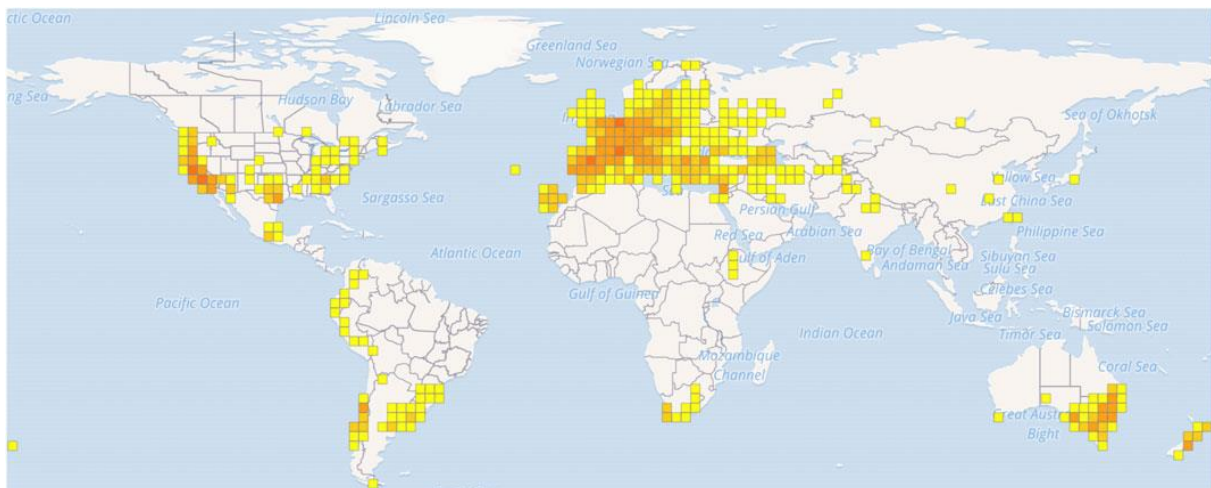 ctic Ocean
Lincoln Sea
Greenland Sea
Norwegian Sea
ng Sea
Hudson Bay
Labrador Sea
Sea of Okhotsk
Sargasso Sea
Yellow Sea
East China Sea
Persian Gulf
Philippine Sea
Red Sea
Arabian Sea
Atlantic Ocean
Bay of Bengal
Sibuyan Sea
Gulf of Aden
Andaman Sea
Sulu Sea
Celebes Sea
Pacific Ocean
Gulf of Guinea
Bismarck Sea
Java Sea
Solomon Sea
Indian Ocean
Timor Sea
Mozambique
Channel
Coral Sea
Great Aust
Bight